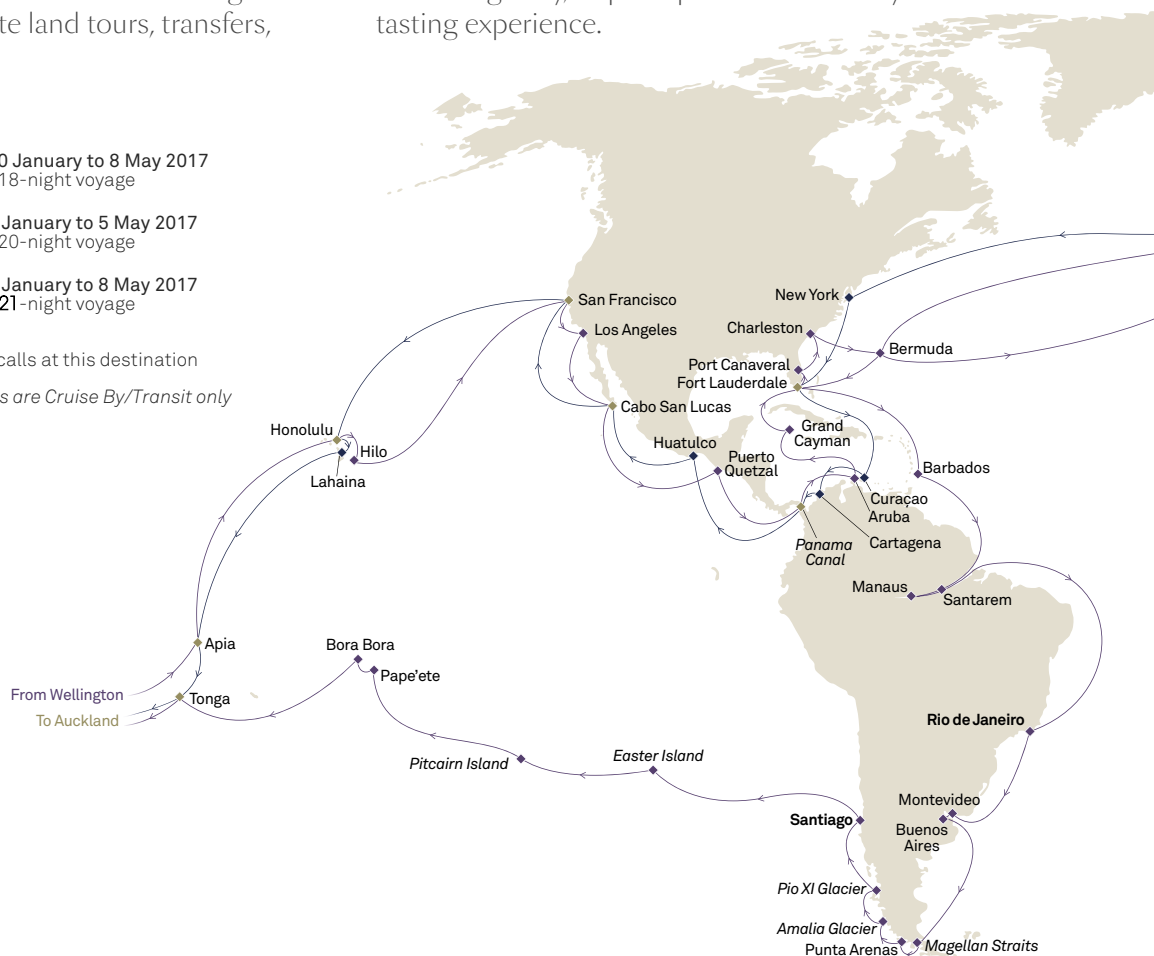 te land tours, transfers,
tasting experience.
0 January to 8 May 2017
18-night voyage
January to 5 May 2017
20-night voyage
January to 8 May 2017
21-night voyage
calls at this destination
s are Cruise By/Transit only
San Francisco
Los Angeles
New York
Charleston
Bermuda
Port Canaveral
Fort Lauderdale
Cabo San Lucas
Honolulu
Hilo
Lahaina
Huatulco
Grand
Cayman
Puerto
Quetzal
Barbados
Curaçao
Aruba
Cartagena
Panama
Canal
Manaus
Santarem
Apia
Bora Bora
Pape'ete
From Wellington
Tonga
To Auckland
Rio de Janeiro
Pitcairn Island
Easter Island
Montevideo
Santiago
Buenos
Aires
Pio XI Glacier
Amalia Glacier
Punta Arenas
Magellan Straits